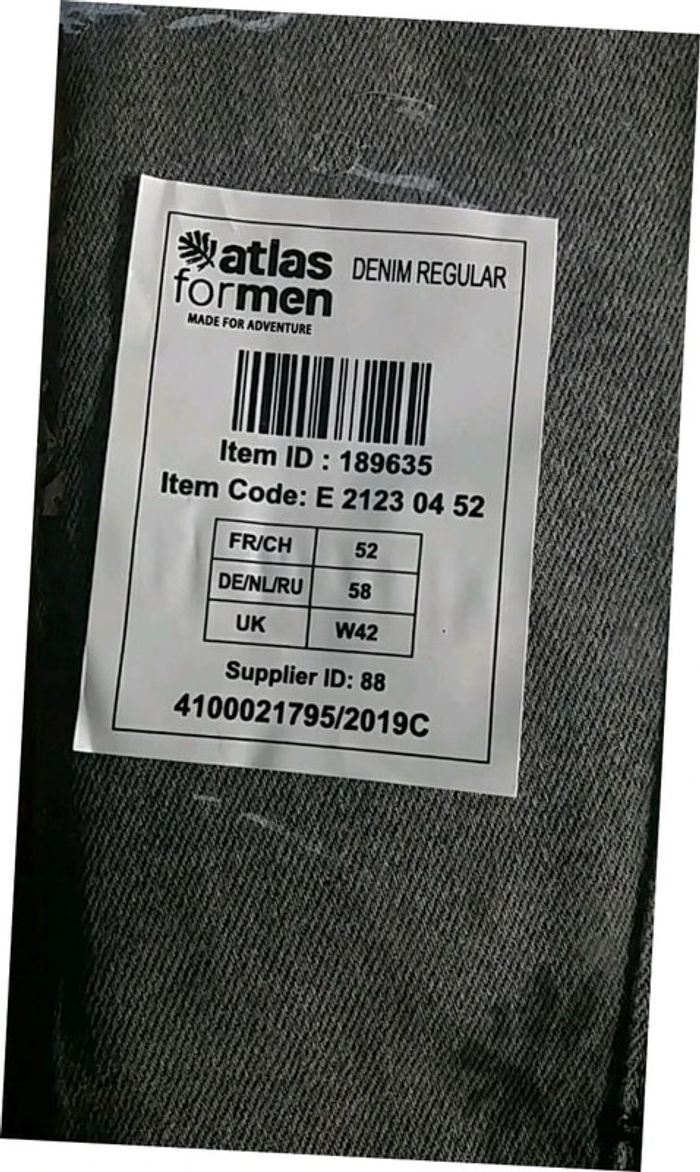 atlas
formen
MADE FOR ADVENTURE
DENIM REGULAR
Item ID : 189635
Item Code: E 2123 04 52
FR/CH 52
DE/NL/RU 58
UK W42
Supplier ID: 88
4100021795/2019C